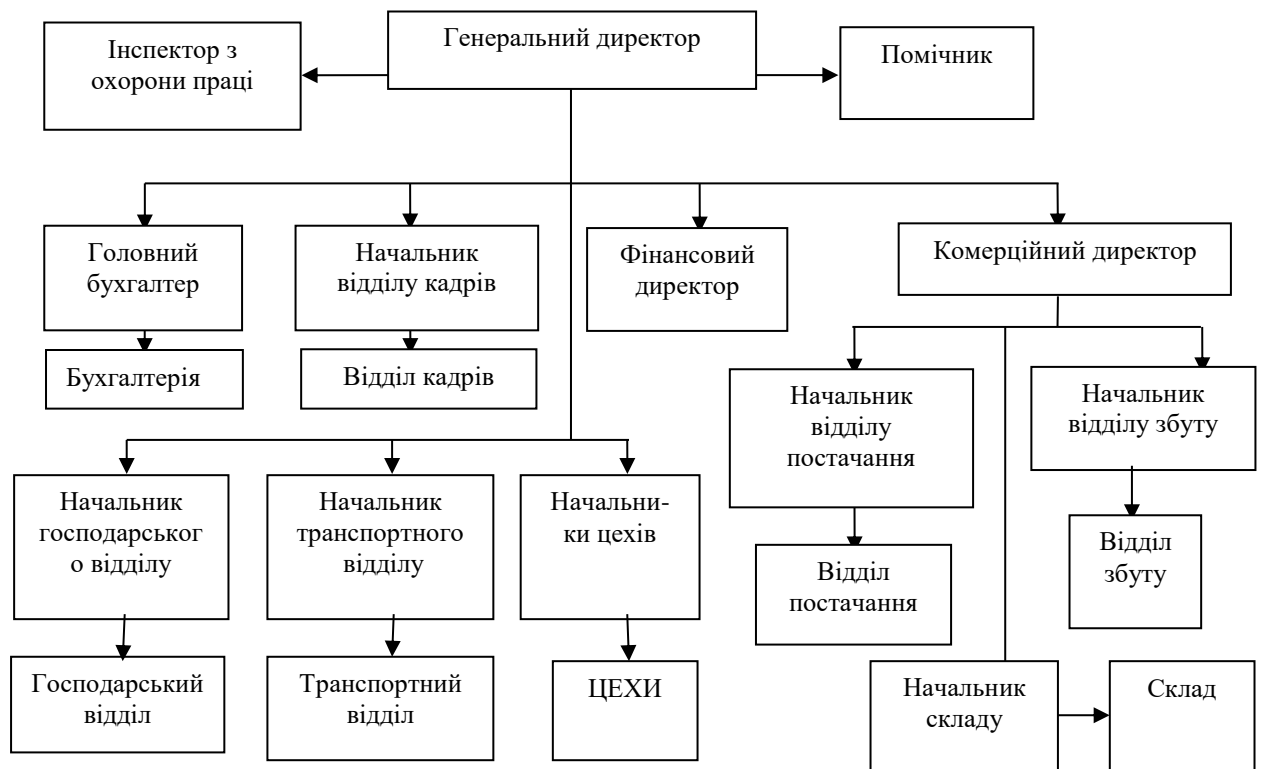 Інспектор з
охорони праці
Генеральний директор
Помічник
Головний
бухгалтер
Начальник
відділу кадрів
Фінансовий
директор
Комерційний директор
Бухгалтерія
Відділ кадрів
Начальник
відділу
постачання
Начальник
відділу збуту
Начальник
господарськог
о відділу
Начальник
транспортного
відділу
Начальни-
ки цехів
Відділ
постачання
Відділ
збуту
Господарський
відділ
Транспортний
відділ
ЦЕХИ
Начальник
складу
Склад